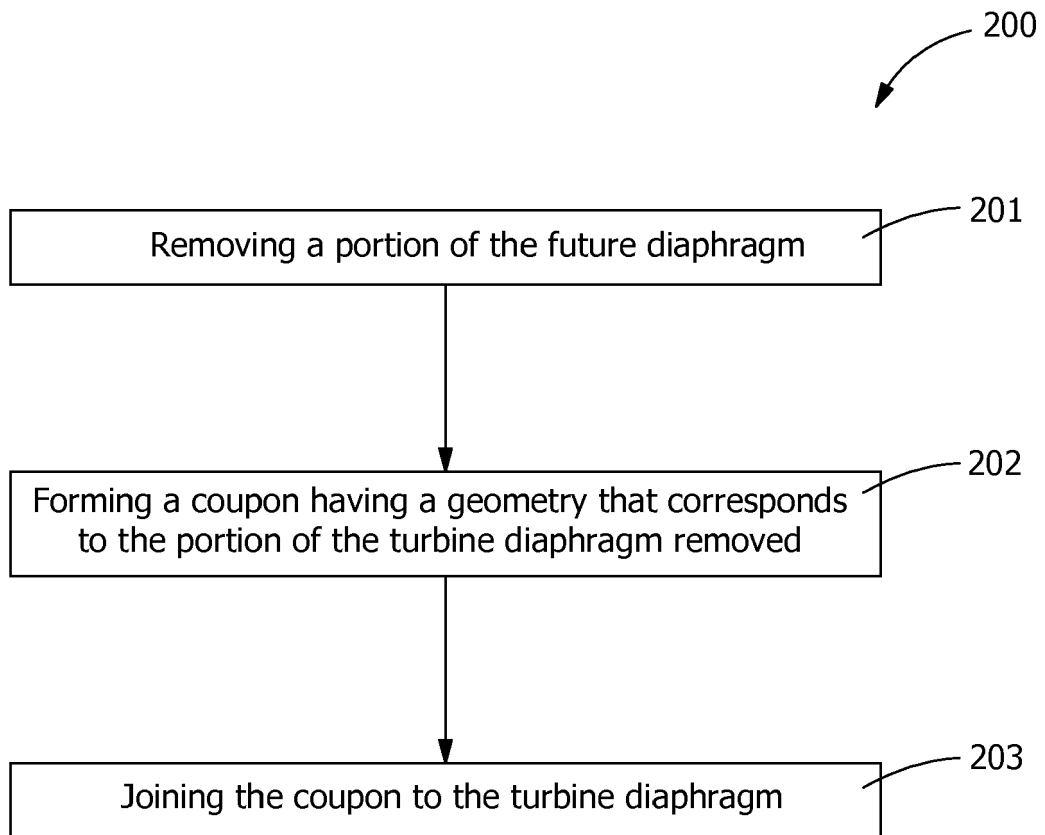 200
201
Removing a portion of the future diaphragm
202
Forming a coupon having a geometry that corresponds
to the portion of the turbine diaphragm removed
203
Joining the coupon to the turbine diaphragm